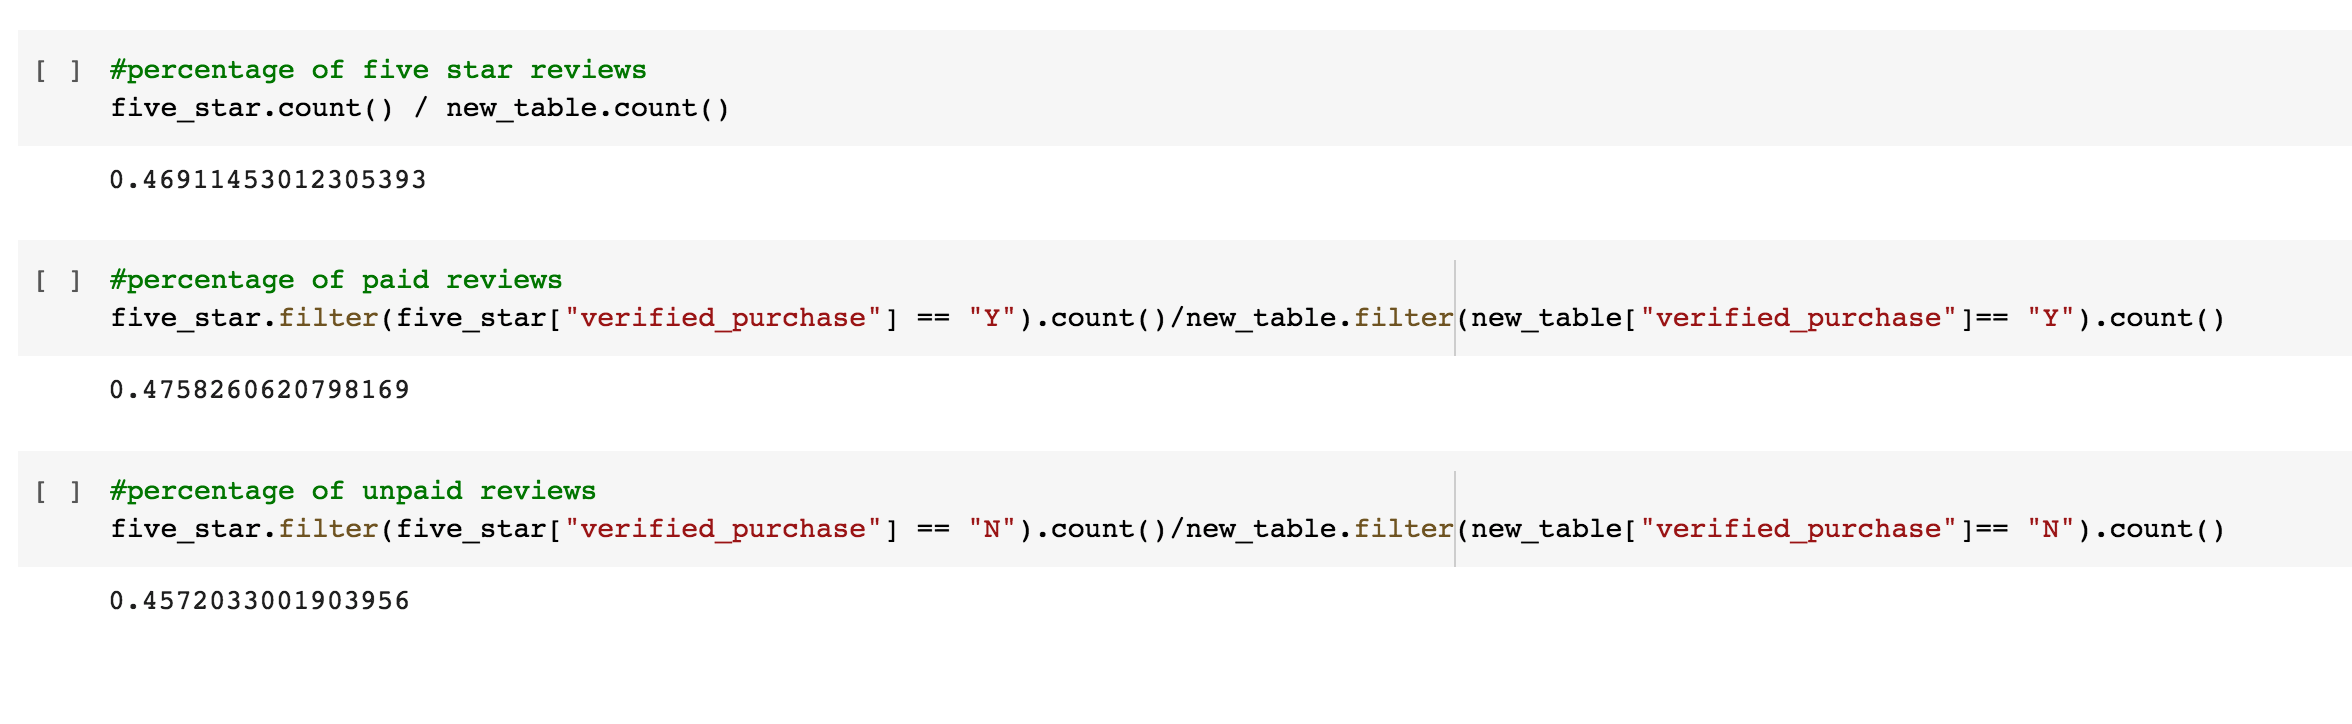 [ ] #percentage of five star reviews
five_star.count() / new_table.count()
0.46911453012305393
[ ] #percentage of paid reviews
five_star.filter(five_star["verified_purchase"] == "Y").count()/new_table.filter(new_table["verified_purchase"]== "Y").count()
0.4758260620798169
[ ] #percentage of unpaid reviews
five_star.filter(five_star["verified_purchase"] == "N").count()/new_table.filter(new_table["verified_purchase"]== "N").count()
0.4572033001903956